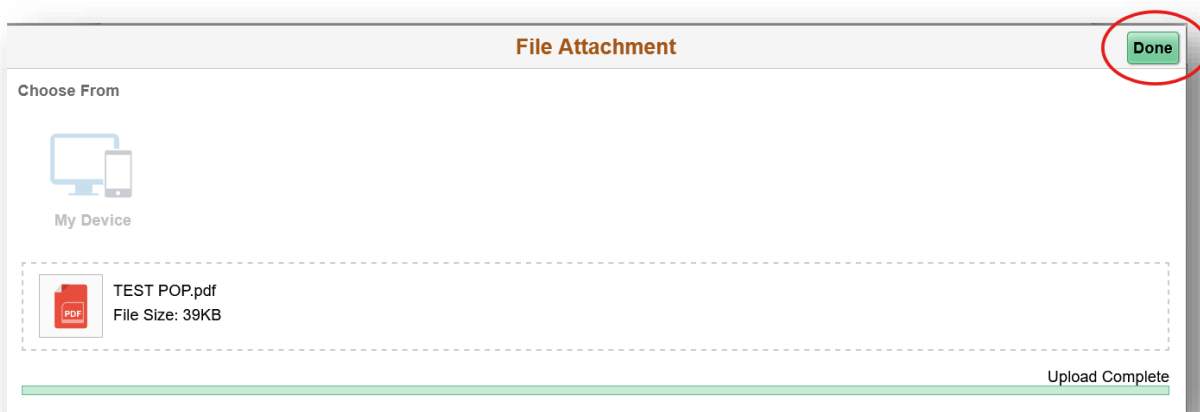 File Attachment
Done
Choose From
My Device
PDF
TEST POP.pdf
File Size: 39KB
Upload Complete